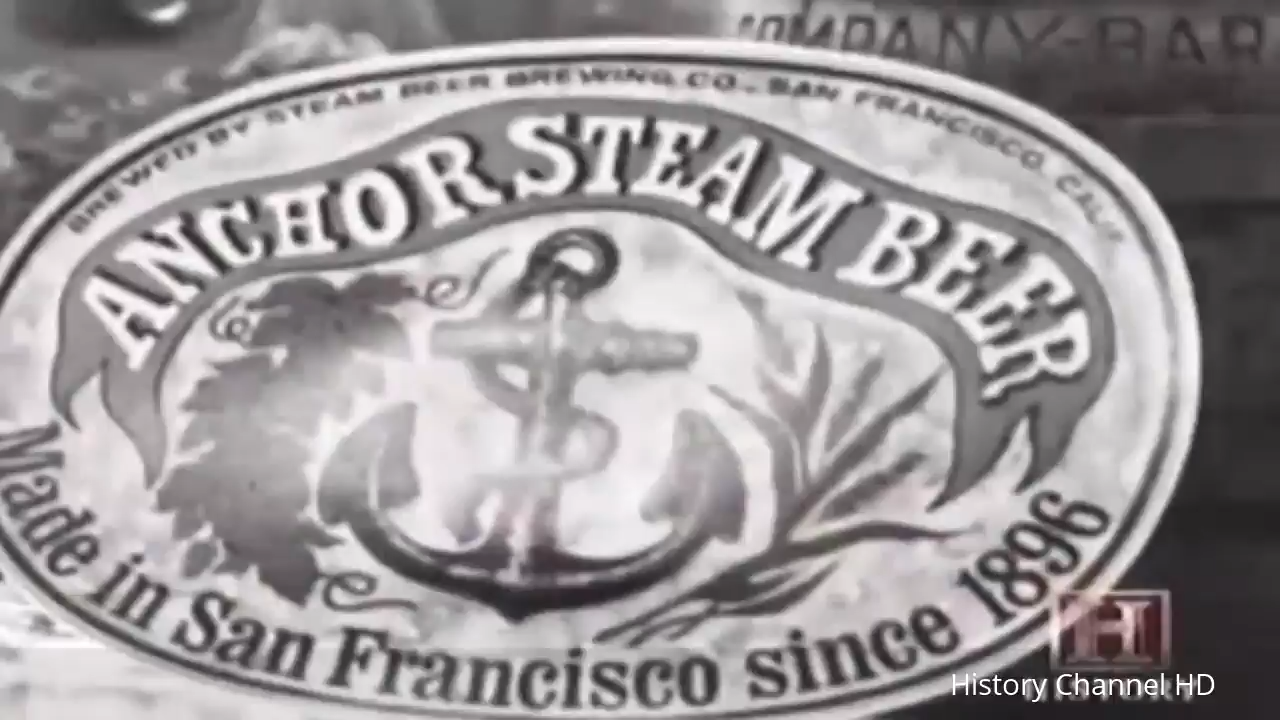 OMPANY-BAR
BREWED BY STEAM BEER BREWING CO., SAN FRANCISCO, CALIF.
ANCHOR STEAM BEER
Made in San Francisco since 1896
H
History Channel HD